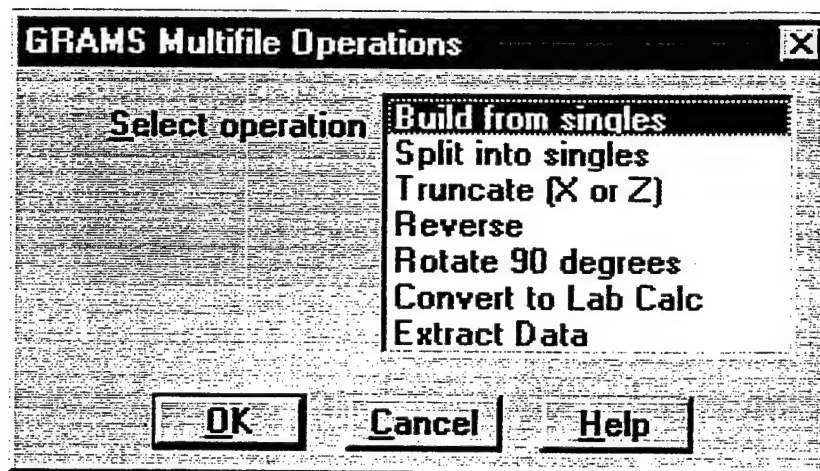 GRAMS Multifile Operations
Select operation
Build from singles
Split into singles
Truncate (X or Z)
Reverse
Rotate 90 degrees
Convert to Lab Calc
Extract Data
OK Cancel Help